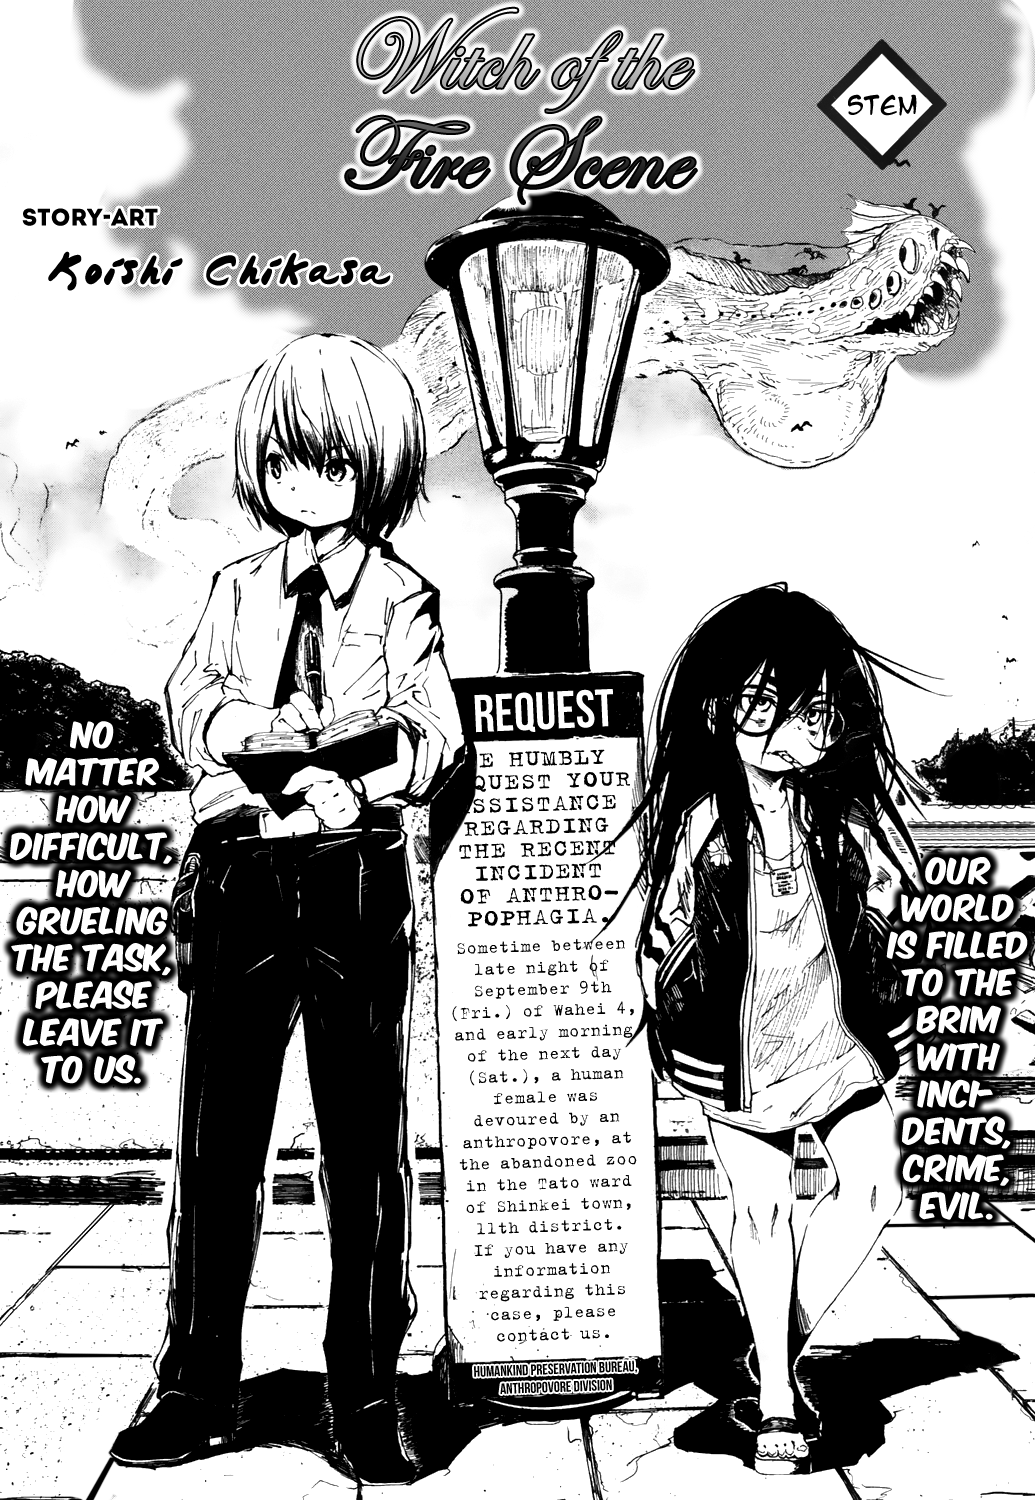 Witch of the
Fire Scene
STEM
STORY-ART
Koishi Chikasa
REQUEST
E HUMBLY
QUEST YOUR
SSISTANCE
REGARDING
THE RECENT
INCIDENT
OF ANTHRO-
POPHAGIA.
Sometime between
late night of
September 9th
(Fri.) of Wahei 4,
and early morning
of the next day
(Sat.), a human
female was
devoured by an
anthropovore, at
the abandoned zoo
in the Tato ward
of Shinkei town,
11th district.
If you have any
information
regarding this
case, please
contact us.
HUMANKIND PRESERVATION BUREAU,
ANTHROPOVORE DIVISION
NO
MATTER
HOW
DIFFICULT,
HOW
GRUELING
THE TASK,
PLEASE
LEAVE IT
TO US.
OUR
WORLD
IS FILLED
TO THE
BRIM
WITH
INCI-
DENTS,
CRIME,
EVIL.